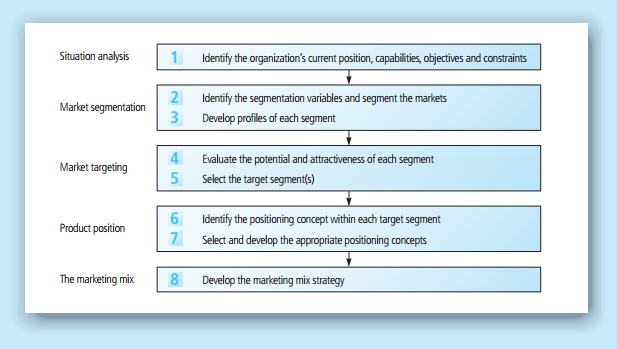 Situation analysis
1 Identify the organization's current position, capabilities, objectives and constraints
Market segmentation
2 Identify the segmentation variables and segment the markets
3 Develop profiles of each segment
Market targeting
4 Evaluate the potential and attractiveness of each segment
5 Select the target segment(s)
Product position
6 Identify the positioning concept within each target segment
7 Select and develop the appropriate positioning concepts
The marketing mix
8 Develop the marketing mix strategy